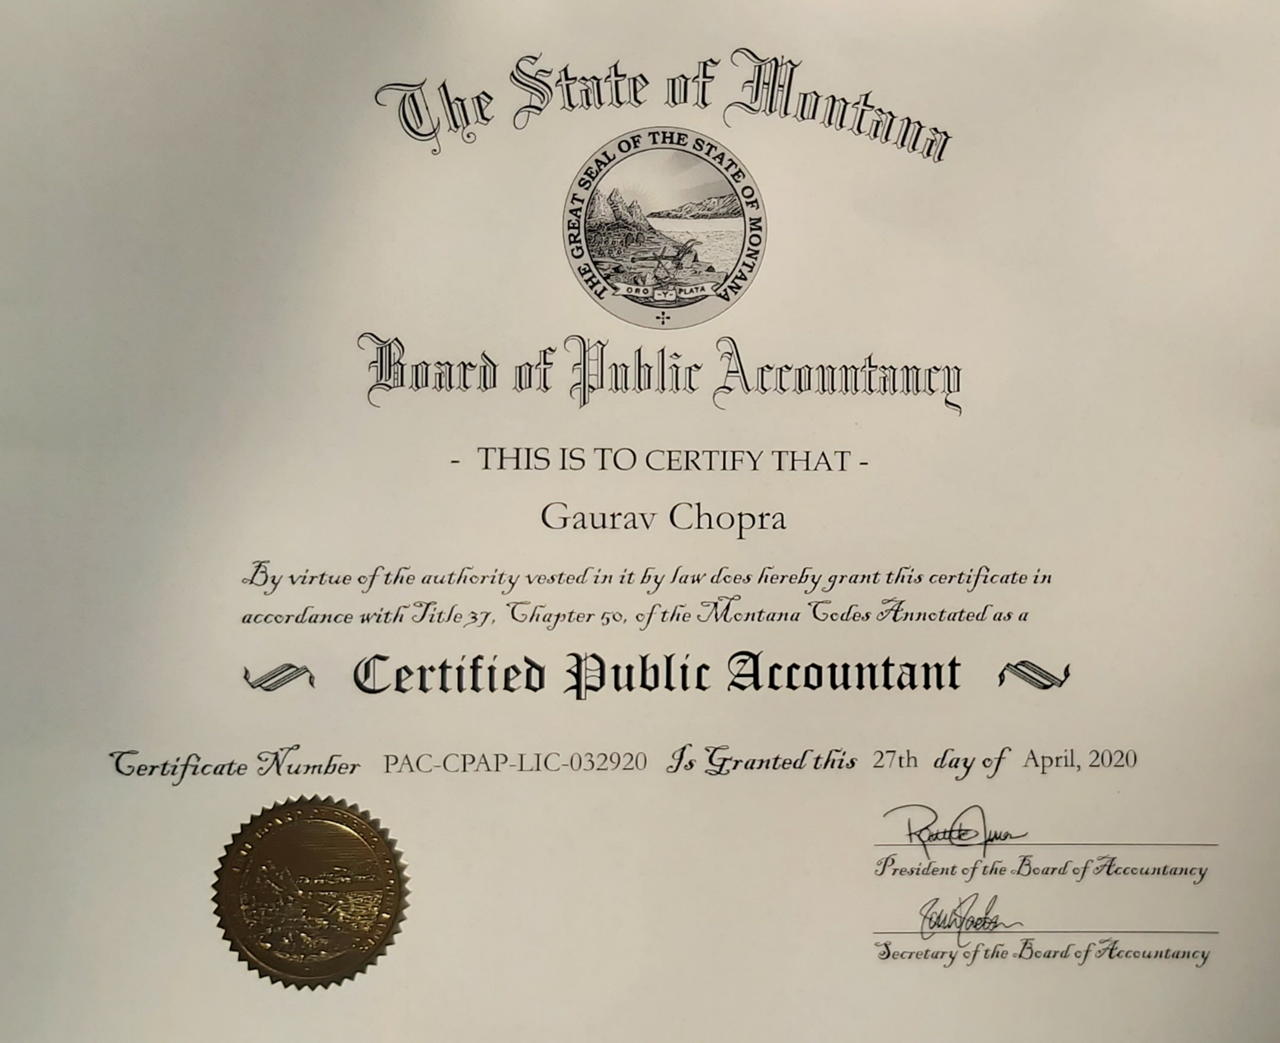 The State of Montana
THE GREAT SEAL OF THE STATE OF MONTANA
ORO -Y- PLATA
Board of Public Accountancy
- THIS IS TO CERTIFY THAT -
Gaurav Chopra
By virtue of the authority vested in it by law does hereby grant this certificate in
accordance with Title 37, Chapter 50, of the Montana Codes Annotated as a
Certified Public Accountant
Certificate Number PAC-CPAP-LIC-032920 Is Granted this 27th day of April, 2020
President of the Board of Accountancy
Secretary of the Board of Accountancy